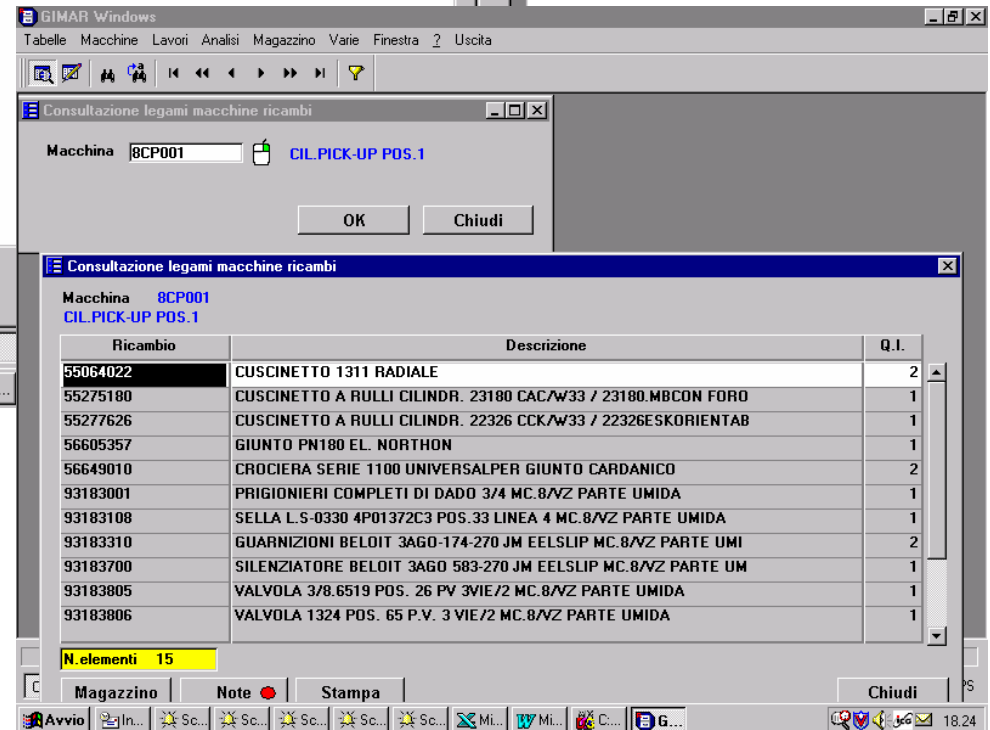 GIMAR Windows
Tabelle Macchine Lavori Analisi Magazzino Varie Finestra ? Uscita
Consultazione legami macchine ricambi
Macchina 8CP001 CIL.PICK-UP POS.1
OK Chiudi
Consultazione legami macchine ricambi
Macchina 8CP001
CIL.PICK-UP POS.1
Ricambio Descrizione Q.I.
55064022 CUSCINETTO 1311 RADIALE 2
55275180 CUSCINETTO A RULLI CILINDR. 23180 CAC/W33 / 23180.MBCON FORO 1
55277626 CUSCINETTO A RULLI CILINDR. 22326 CCK/W33 / 22326ESKORIENTAB 1
56605357 GIUNTO PN180 EL. NORTHON 1
56649010 CROCIERA SERIE 1100 UNIVERSALPER GIUNTO CARDANICO 2
93183001 PRIGIONIERI COMPLETI DI DADO 3/4 MC.8/VZ PARTE UMIDA 1
93183108 SELLA L.S-0330 4P01372C3 POS.33 LINEA 4 MC.8/VZ PARTE UMIDA 1
93183310 GUARNIZIONI BELOIT 3AGO-174-270 JM EELSLIP MC.8/VZ PARTE UMI 2
93183700 SILENZIATORE BELOIT 3AGO 583-270 JM EELSLIP MC.8/VZ PARTE UM 1
93183805 VALVOLA 3/8.6519 POS. 26 PV 3VIE/2 MC.8/VZ PARTE UMIDA 1
93183806 VALVOLA 1324 POS. 65 P.V. 3 VIE/2 MC.8/VZ PARTE UMIDA 1
N.elementi 15
Magazzino Note Stampa Chiudi
Avvio In... Sc... Sc... Sc... Sc... Sc... Mi... Mi... C:... G... 18.24